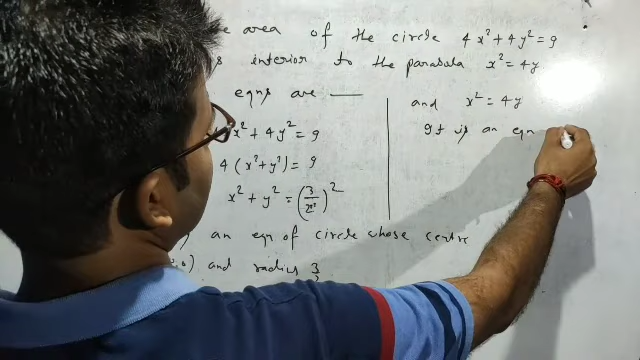 area of the circle 4x²+4y²=9
interior to the parabola x²=4y
eqns are —
x²+4y²=9
4(x²+y²)=9
x²+y²=(3/2)²
an eqn of circle whose centre
,0) and radius 3
and x²=4y
It is an eqn